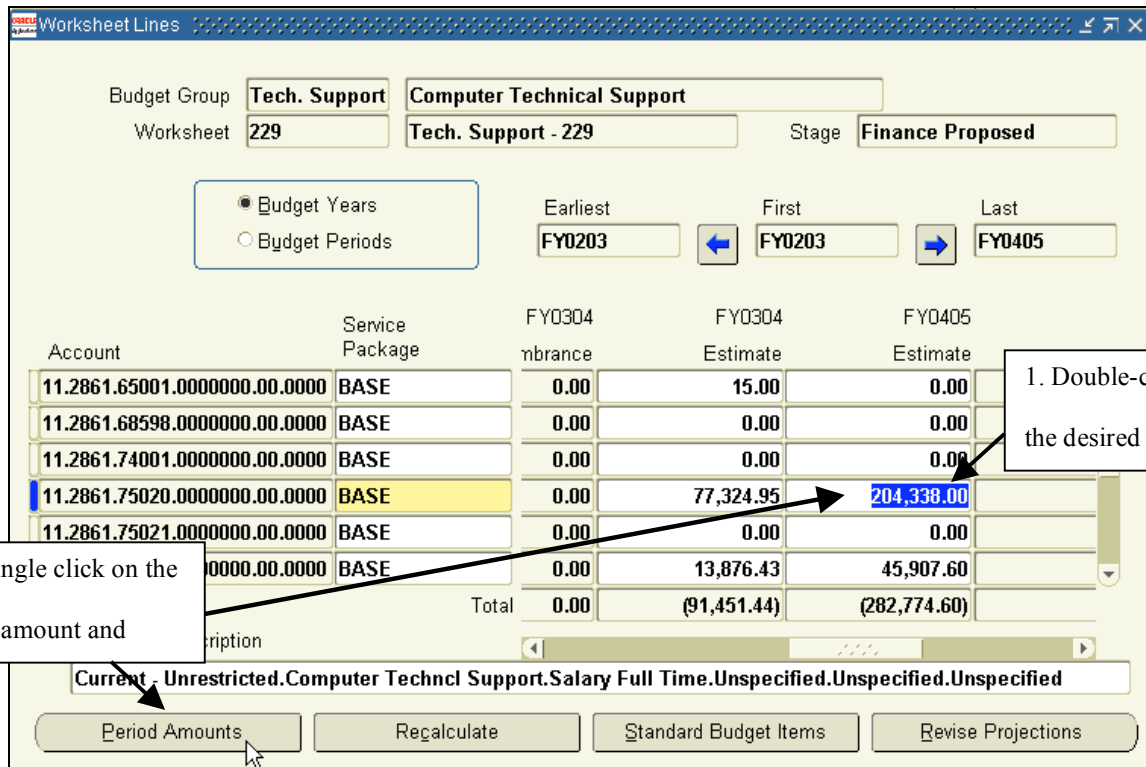 ORACLE Applications Worksheet Lines
Budget Group Tech. Support Computer Technical Support
Worksheet 229 Tech. Support - 229 Stage Finance Proposed
Budget Years
Budget Periods
Earliest First Last
FY0203 FY0203 FY0405
FY0304 FY0304 FY0405
Account Service Package mbrance Estimate Estimate
11.2861.65001.0000000.00.0000 BASE 0.00 15.00 0.00
11.2861.68598.0000000.00.0000 BASE 0.00 0.00 0.00
11.2861.74001.0000000.00.0000 BASE 0.00 0.00 0.00
11.2861.75020.0000000.00.0000 BASE 0.00 77,324.95 204,338.00
11.2861.75021.0000000.00.0000 BASE 0.00 0.00 0.00
0000.00.0000 BASE 0.00 13,876.43 45,907.60
Total 0.00 (91,451.44) (282,774.60)
1. Double-c
the desired
ngle click on the
amount and
cription
Current - Unrestricted.Computer Techncl Support.Salary Full Time.Unspecified.Unspecified.Unspecified
Period Amounts Recalculate Standard Budget Items Revise Projections